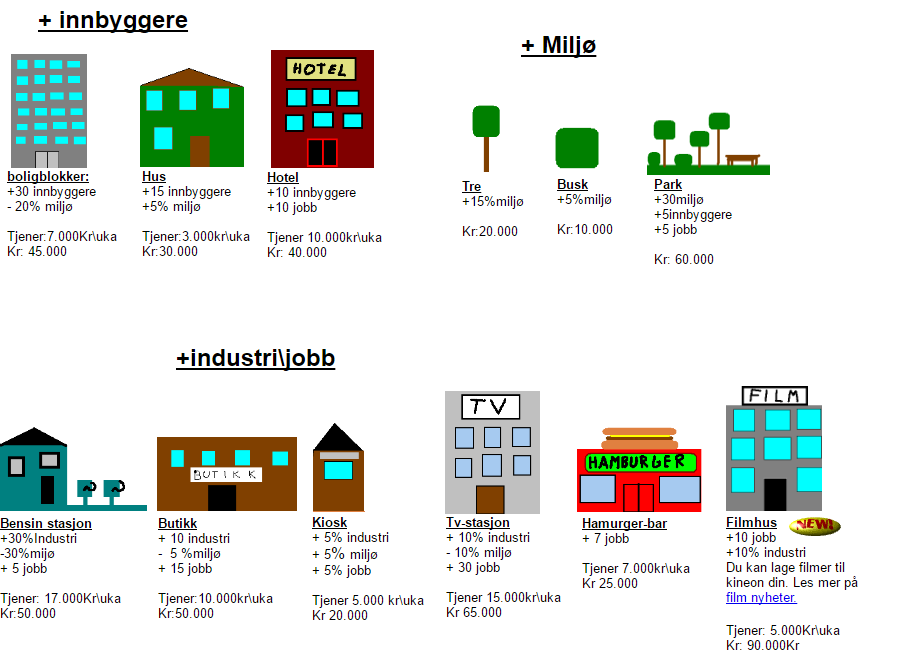 + innbyggere
+ Miljø
HOTEL
boligblokker:
+30 innbyggere
- 20% miljø
Tjener:7.000Kr\uka
Kr: 45.000
Hus
+15 innbyggere
+5% miljø
Tjener:3.000kr\uka
Kr:30.000
Hotel
+10 innbyggere
+10 jobb
Tjener 10.000kr\uka
Kr: 40.000
Tre
+15%miljø
Kr:20.000
Busk
+5%miljø
Kr:10.000
Park
+30miljø
+5innbyggere
+5 jobb
Kr: 60.000
+industri\jobb
BUTIKK
TV
HAMBURGER
FILM
Bensin stasjon
+30%Industri
-30%mijø
+ 5 jobb
Tjener: 17.000Kr\uka
Kr:50.000
Butikk
+ 10 industri
- 5 %miljø
+ 15 jobb
Tjener:10.000kr\uka
Kr:50.000
Kiosk
+ 5% industri
+ 5% miljø
+ 5% jobb
Tjener 5.000 kr\uka
Kr 20.000
Tv-stasjon
+ 10% industri
- 10% miljø
+ 30 jobb
Tjener 15.000kr\uka
Kr 65.000
Hamurger-bar
+ 7 jobb
Tjener 7.000kr\uka
Kr 25.000
Filmhus
NEW!
+10 jobb
+10% industri
Du kan lage filmer til
kineon din. Les mer på
film nyheter.
Tjener: 5.000Kr\uka
Kr: 90.000Kr